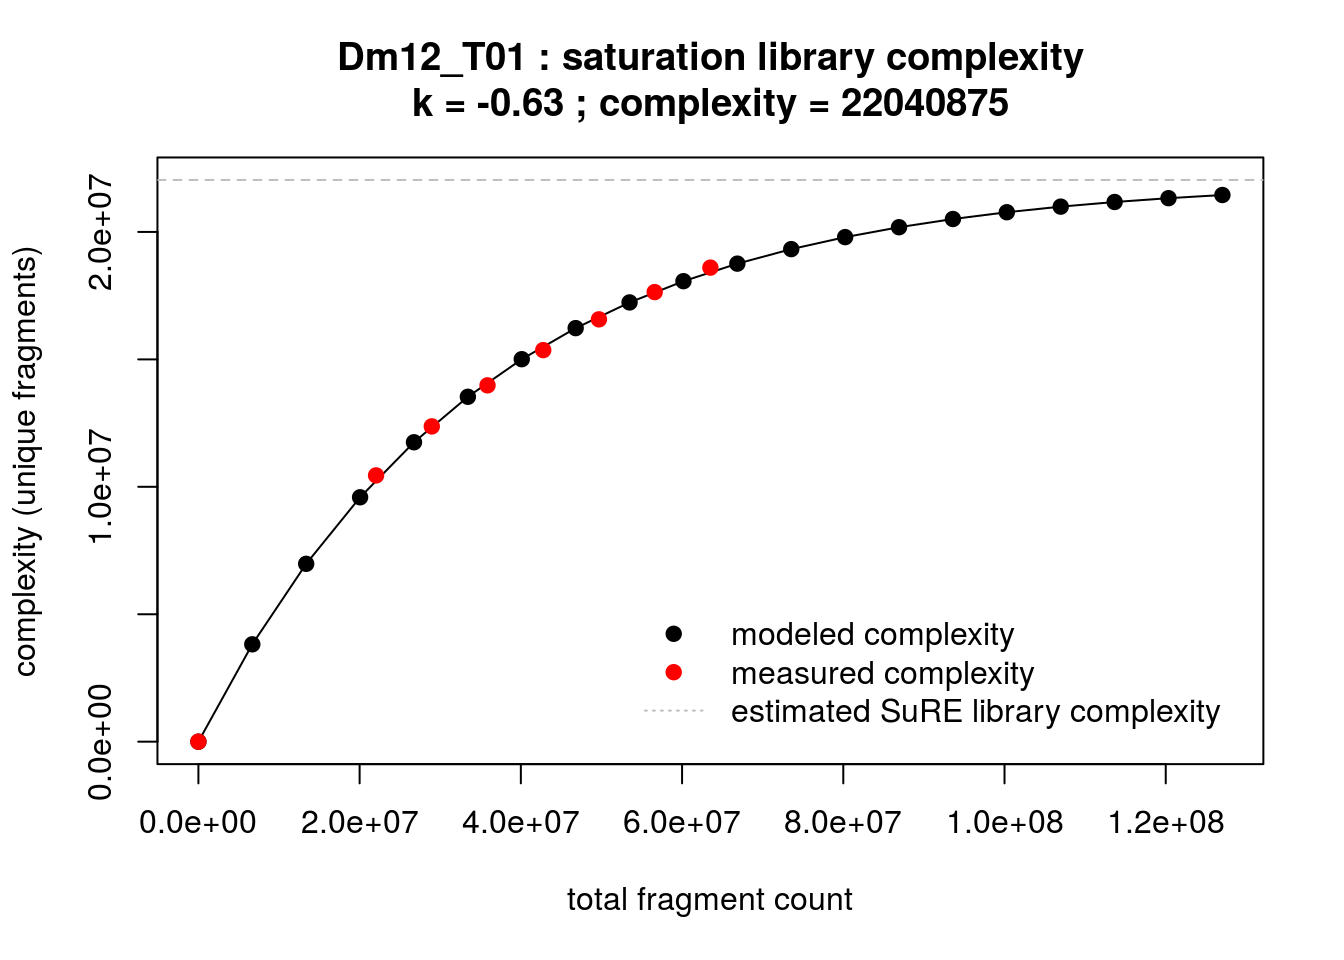 Dm12_T01 : saturation library complexity
k = -0.63 ; complexity = 22040875
complexity (unique fragments)
2.0e+07
1.0e+07
0.0e+00
modeled complexity
measured complexity
estimated SuRE library complexity
0.0e+00 2.0e+07 4.0e+07 6.0e+07 8.0e+07 1.0e+08 1.2e+08
total fragment count